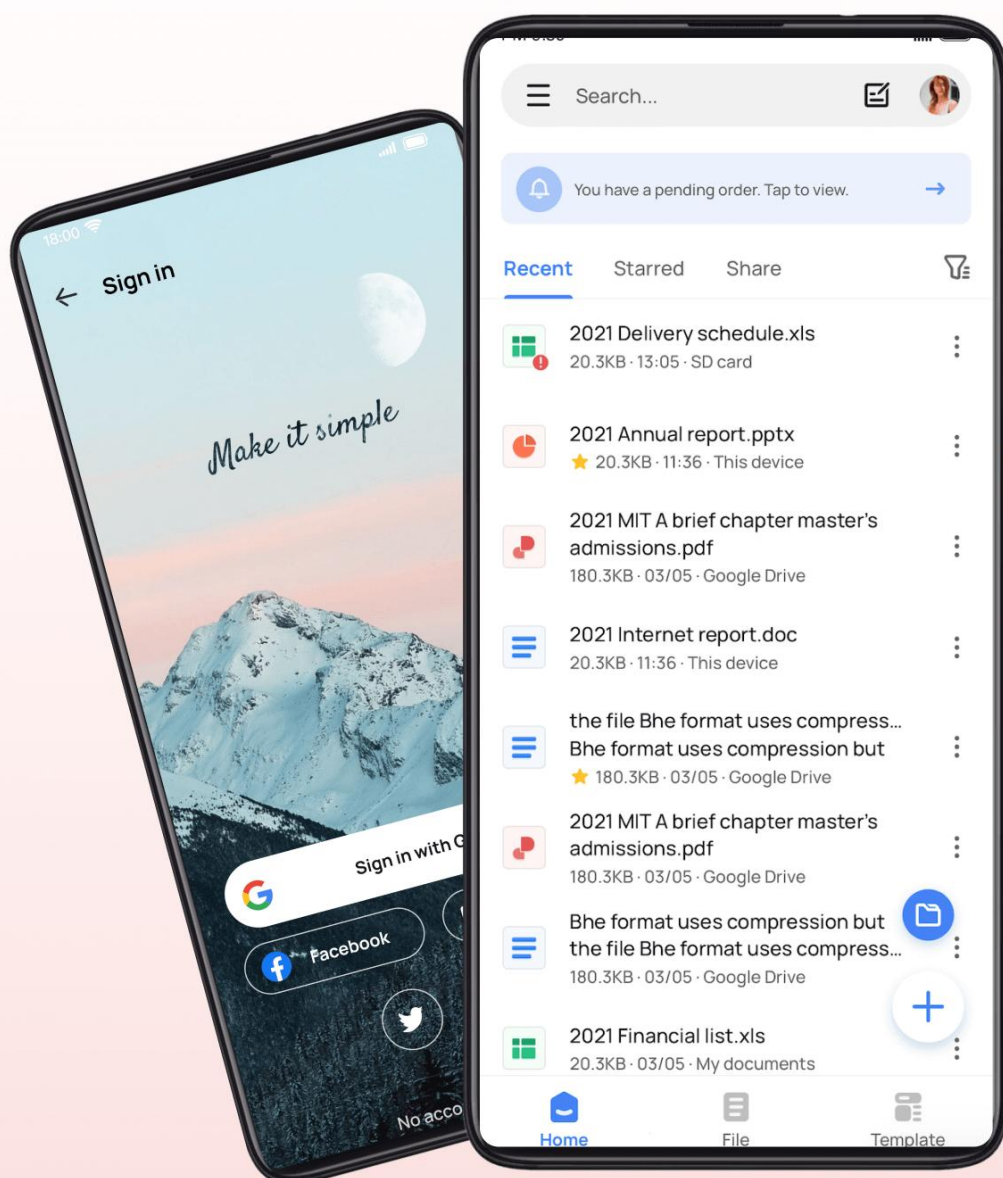 18:00
Sign in
Make it simple
Sign in with G
Facebook
No acco
Search...
You have a pending order. Tap to view.
Recent Starred Share
2021 Delivery schedule.xls
20.3KB · 13:05 · SD card
2021 Annual report.pptx
20.3KB · 11:36 · This device
2021 MIT A brief chapter master's
admissions.pdf
180.3KB · 03/05 · Google Drive
2021 Internet report.doc
20.3KB · 11:36 · This device
the file Bhe format uses compress...
Bhe format uses compression but
180.3KB · 03/05 · Google Drive
2021 MIT A brief chapter master's
admissions.pdf
180.3KB · 03/05 · Google Drive
Bhe format uses compression but
the file Bhe format uses compress...
180.3KB · 03/05 · Google Drive
2021 Financial list.xls
20.3KB · 03/05 · My documents
Home File Template